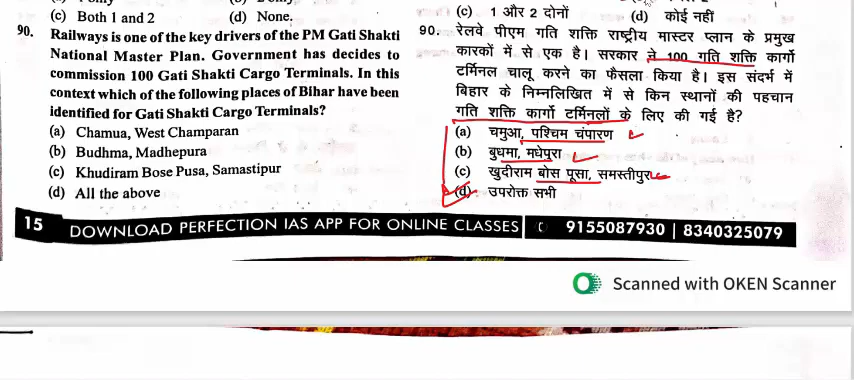 (c) Both 1 and 2 (d) None.
90. Railways is one of the key drivers of the PM Gati Shakti
National Master Plan. Government has decides to
commission 100 Gati Shakti Cargo Terminals. In this
context which of the following places of Bihar have been
identified for Gati Shakti Cargo Terminals?
(a) Chamua, West Champaran
(b) Budhma, Madhepura
(c) Khudiram Bose Pusa, Samastipur
(d) All the above
(c) 1 और 2 दोनों (d) कोई नहीं
90. रेलवे पीएम गति शक्ति राष्ट्रीय मास्टर प्लान के प्रमुख
कारकों में से एक है। सरकार ने 100 गति शक्ति कार्गो
टर्मिनल चालू करने का फैसला किया है। इस संदर्भ में
बिहार के निम्नलिखित में से किन स्थानों की पहचान
गति शक्ति कार्गो टर्मिनलों के लिए की गई है?
(a) चमुआ, पश्चिम चंपारण
(b) बुधमा, मधेपुरा
(c) खुदीराम बोस पूसा, समस्तीपुर
(d) उपरोक्त सभी
15 DOWNLOAD PERFECTION IAS APP FOR ONLINE CLASSES 9155087930 | 8340325079
Scanned with OKEN Scanner